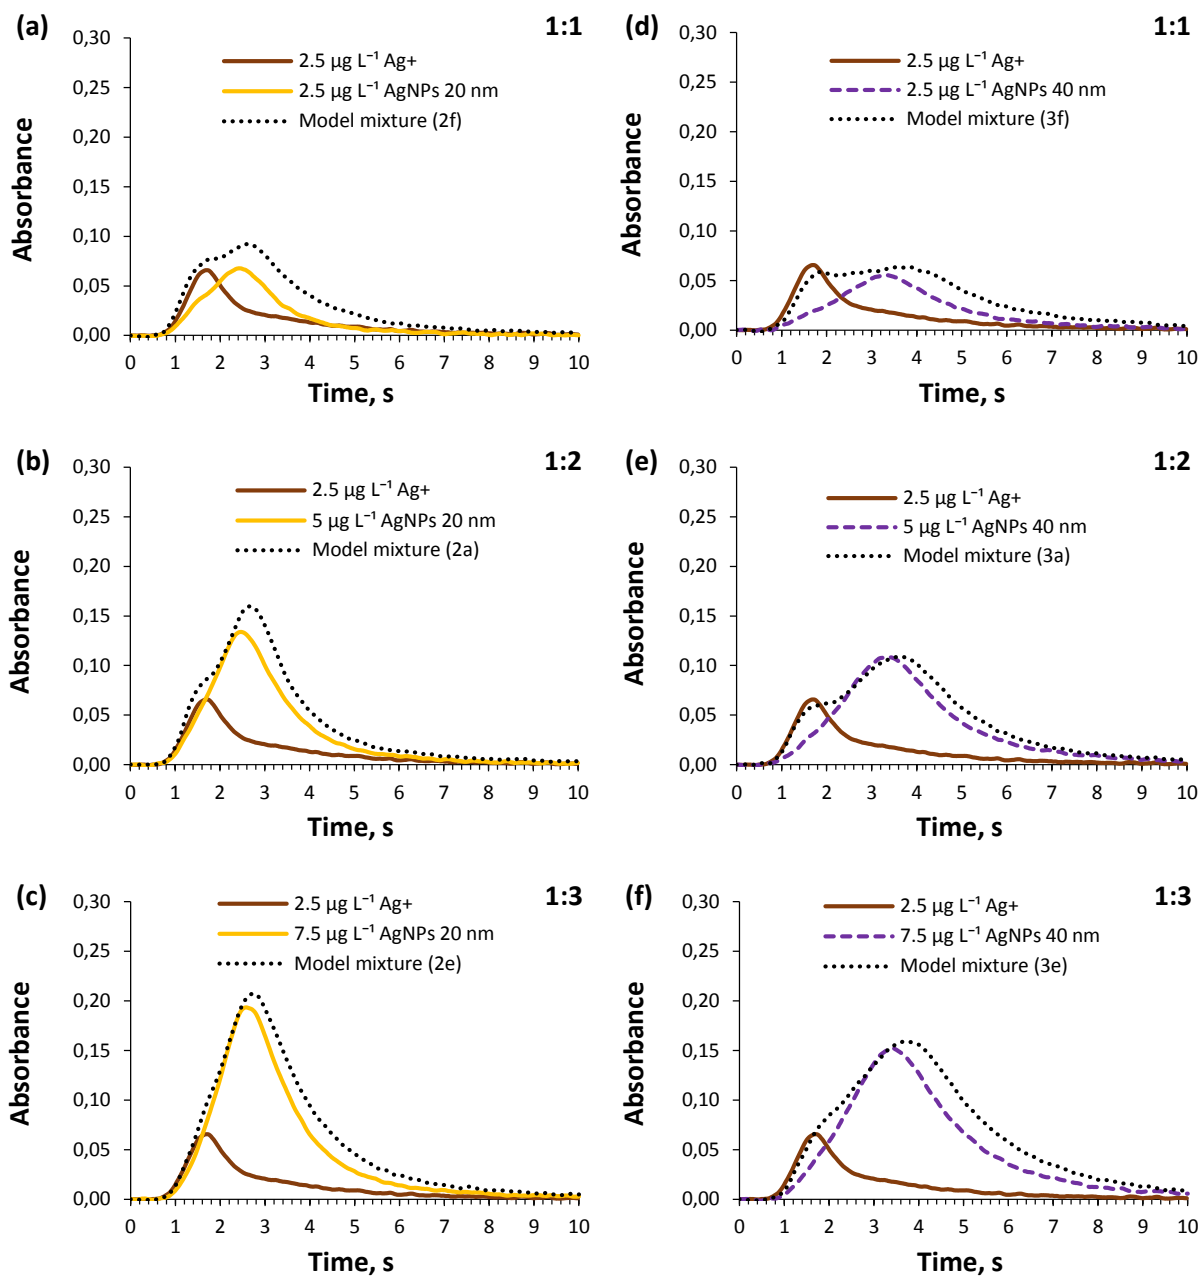 (a) 1:1
0,30
0,25
0,20
0,15
0,10
0,05
0,00
Absorbance
2.5 µg L⁻¹ Ag+
2.5 µg L⁻¹ AgNPs 20 nm
Model mixture (2f)
0 1 2 3 4 5 6 7 8 9 10
Time, s
(d) 1:1
0,30
0,25
0,20
0,15
0,10
0,05
0,00
Absorbance
2.5 µg L⁻¹ Ag+
2.5 µg L⁻¹ AgNPs 40 nm
Model mixture (3f)
0 1 2 3 4 5 6 7 8 9 10
Time, s
(b) 1:2
0,30
0,25
0,20
0,15
0,10
0,05
0,00
Absorbance
2.5 µg L⁻¹ Ag+
5 µg L⁻¹ AgNPs 20 nm
Model mixture (2a)
0 1 2 3 4 5 6 7 8 9 10
Time, s
(e) 1:2
0,30
0,25
0,20
0,15
0,10
0,05
0,00
Absorbance
2.5 µg L⁻¹ Ag+
5 µg L⁻¹ AgNPs 40 nm
Model mixture (3a)
0 1 2 3 4 5 6 7 8 9 10
Time, s
(c) 1:3
0,30
0,25
0,20
0,15
0,10
0,05
0,00
Absorbance
2.5 µg L⁻¹ Ag+
7.5 µg L⁻¹ AgNPs 20 nm
Model mixture (2e)
0 1 2 3 4 5 6 7 8 9 10
Time, s
(f) 1:3
0,30
0,25
0,20
0,15
0,10
0,05
0,00
Absorbance
2.5 µg L⁻¹ Ag+
7.5 µg L⁻¹ AgNPs 40 nm
Model mixture (3e)
0 1 2 3 4 5 6 7 8 9 10
Time, s